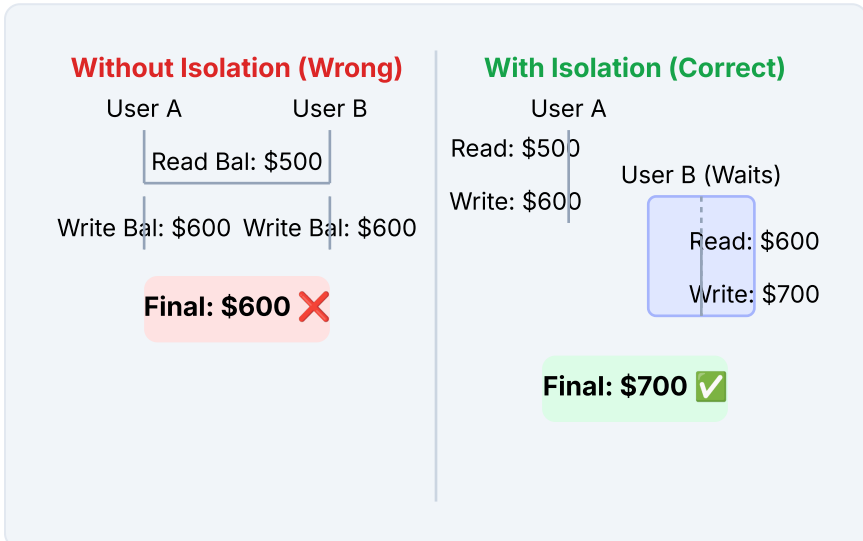 Without Isolation (Wrong)
User A User B
Read Bal: $500
Write Bal: $600 Write Bal: $600
Final: $600 ❌
With Isolation (Correct)
User A
Read: $500
Write: $600
User B (Waits)
Read: $600
Write: $700
Final: $700 ✅